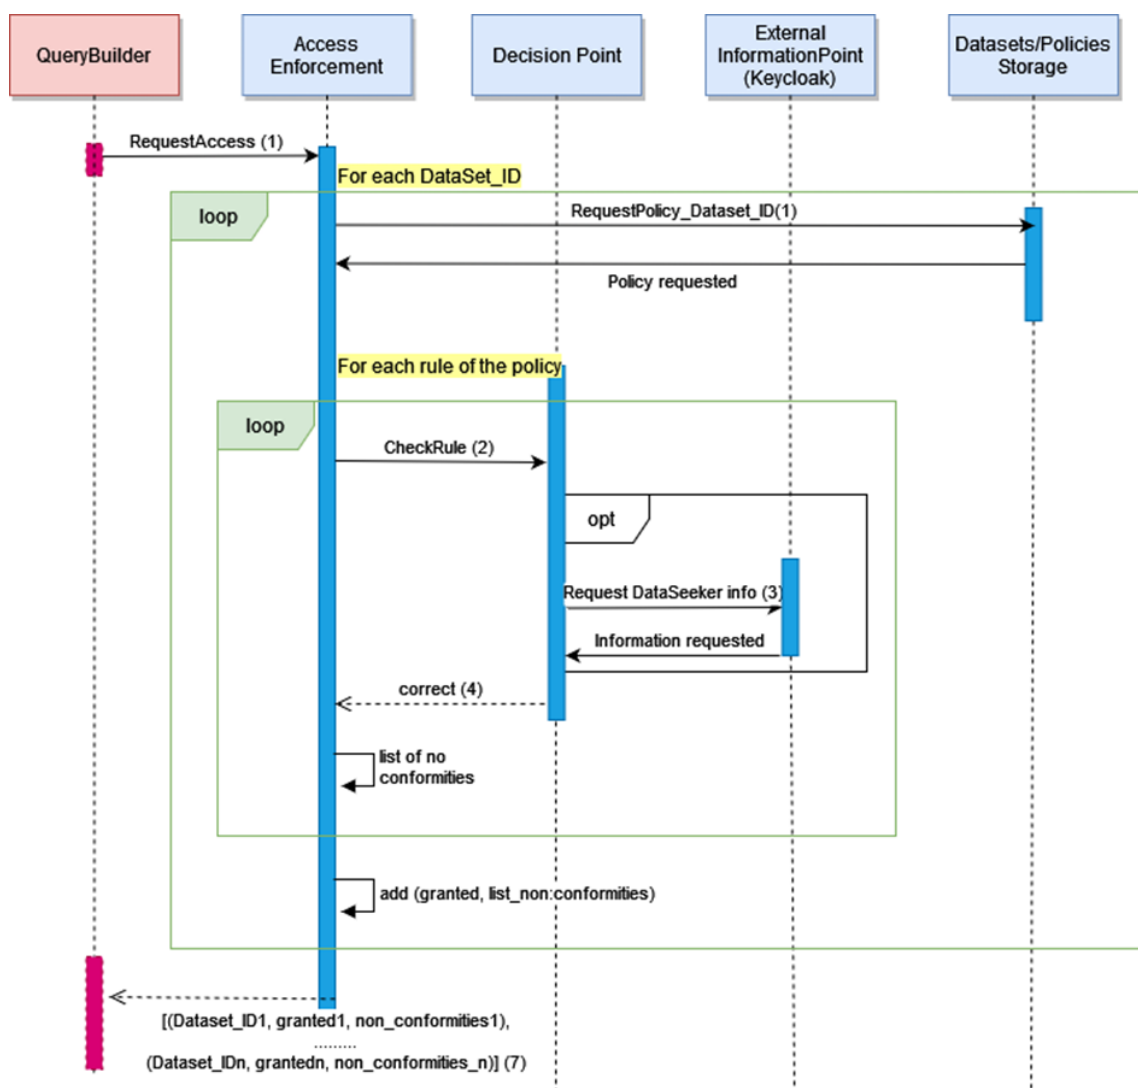 QueryBuilder
Access
Enforcement
Decision Point
External
InformationPoint
(Keycloak)
Datasets/Policies
Storage
RequestAccess (1)
For each DataSet_ID
loop
RequestPolicy_Dataset_ID(1)
Policy requested
For each rule of the policy
loop
CheckRule (2)
opt
Request DataSeeker info (3)
Information requested
correct (4)
list of no
conformities
add (granted, list_non:conformities)
[(Dataset_ID1, granted1, non_conformities1),
.........
(Dataset_IDn, grantedn, non_conformities_n)] (7)